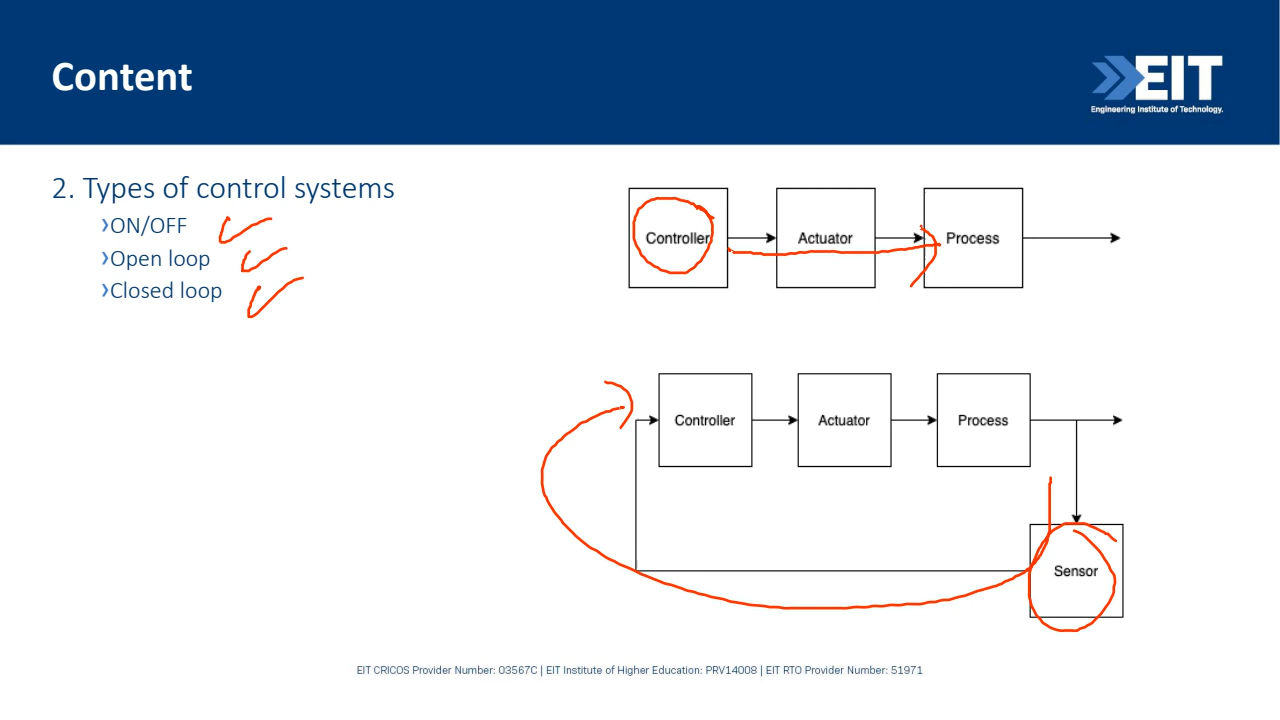 Content
EIT
Engineering Institute of Technology.
2. Types of control systems
›ON/OFF
›Open loop
›Closed loop
Controller
Actuator
Process
Controller
Actuator
Process
Sensor
EIT CRICOS Provider Number: 03567C | EIT Institute of Higher Education: PRV14008 | EIT RTO Provider Number: 51971